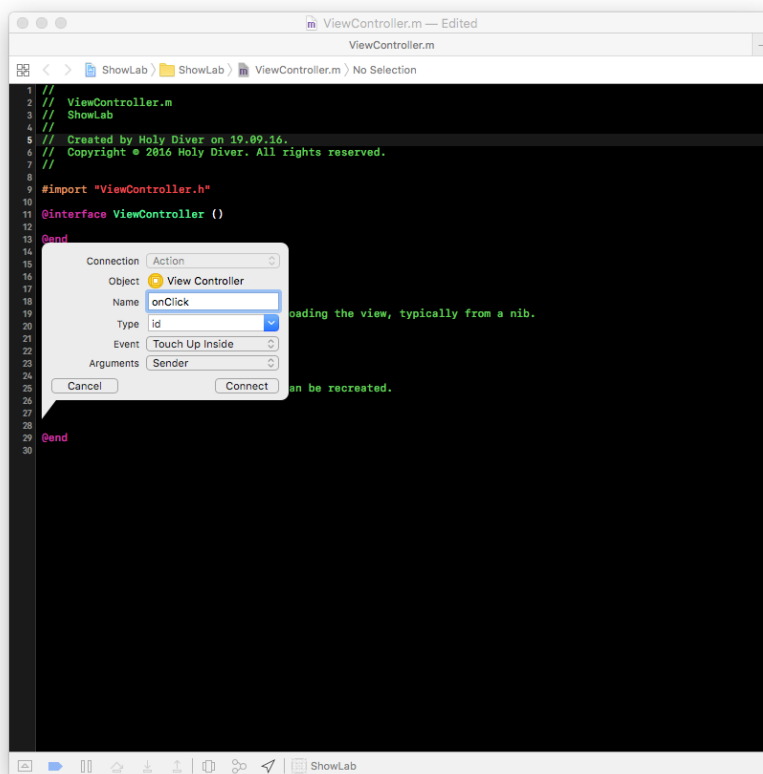 ViewController.m — Edited
ViewController.m
ShowLab ShowLab ViewController.m No Selection
1 //
2 // ViewController.m
3 // ShowLab
4 //
5 // Created by Holy Diver on 19.09.16.
6 // Copyright © 2016 Holy Diver. All rights reserved.
7 //
8
9 #import "ViewController.h"
10
11 @interface ViewController ()
12
13 @end
14
15 Connection Action
16 Object View Controller
17
18 Name onClick
19 oading the view, typically from a nib.
20 Type id
21
22 Event Touch Up Inside
23 Arguments Sender
24
25 Cancel Connect an be recreated.
26
27
28
29 @end
30
ShowLab